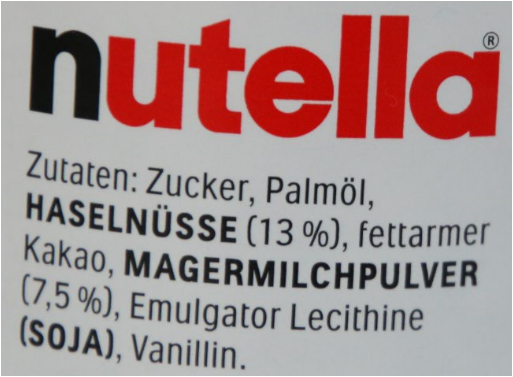 nutella®
Zutaten: Zucker, Palmöl,
HASELNÜSSE (13 %), fettarmer
Kakao, MAGERMILCHPULVER
(7,5 %), Emulgator Lecithine
(SOJA), Vanillin.